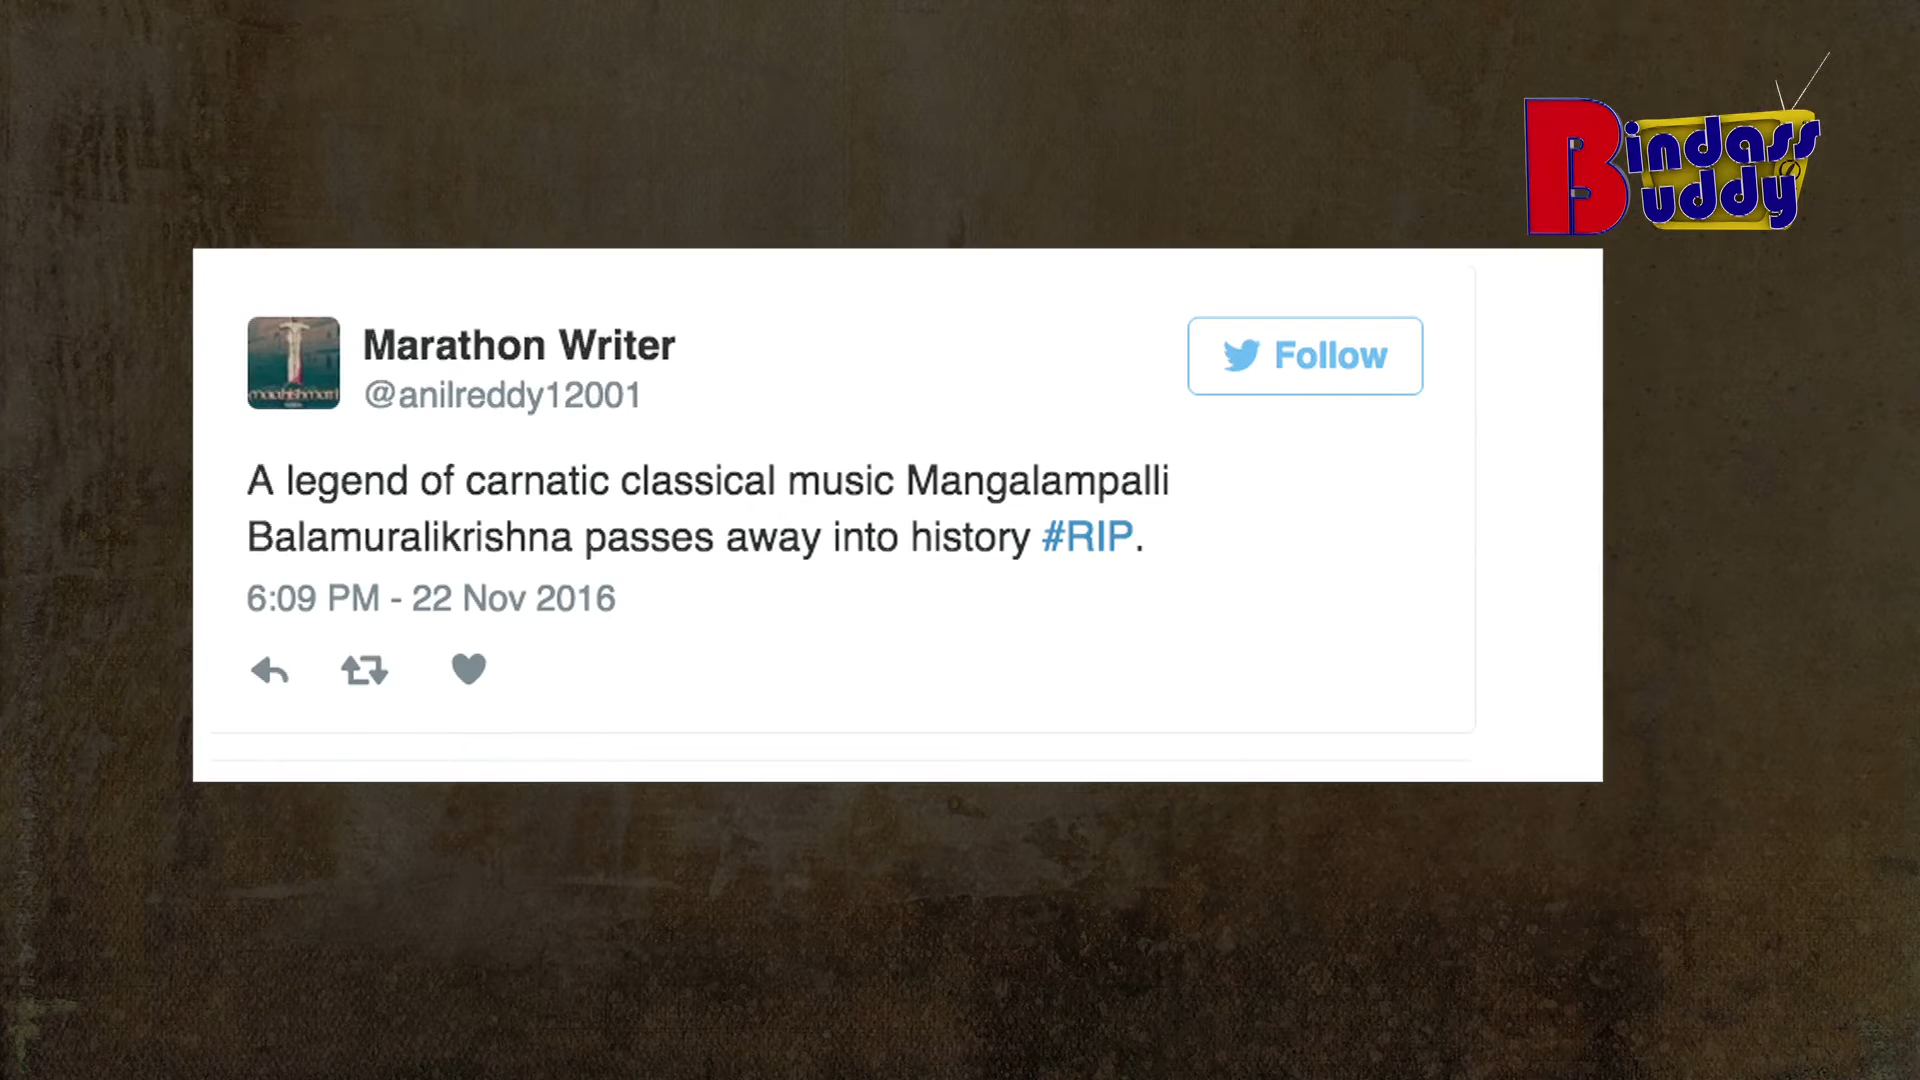 Bindass
Buddy
Marathon Writer
@anilreddy12001
Follow
A legend of carnatic classical music Mangalampalli
Balamuralikrishna passes away into history #RIP.
6:09 PM - 22 Nov 2016